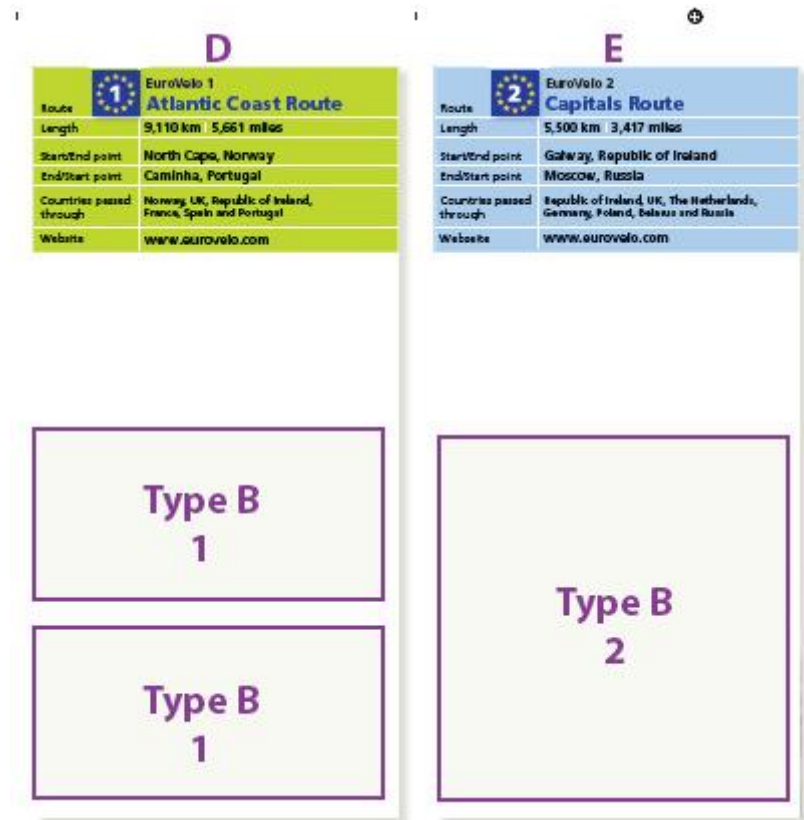 D
EuroVelo 1
Route 1 Atlantic Coast Route
Length 9,110 km 5,661 miles
Start/End point North Cape, Norway
End/Start point Caminha, Portugal
Countries passed through Norway, UK, Republic of Ireland,
France, Spain and Portugal
Website www.eurovelo.com
Type B
1
Type B
1
E
EuroVelo 2
Route 2 Capitals Route
Length 5,500 km 3,417 miles
Start/End point Galway, Republic of Ireland
End/Start point Moscow, Russia
Countries passed through Republic of Ireland, UK, The Netherlands,
Germany, Poland, Belarus and Russia
Website www.eurovelo.com
Type B
2